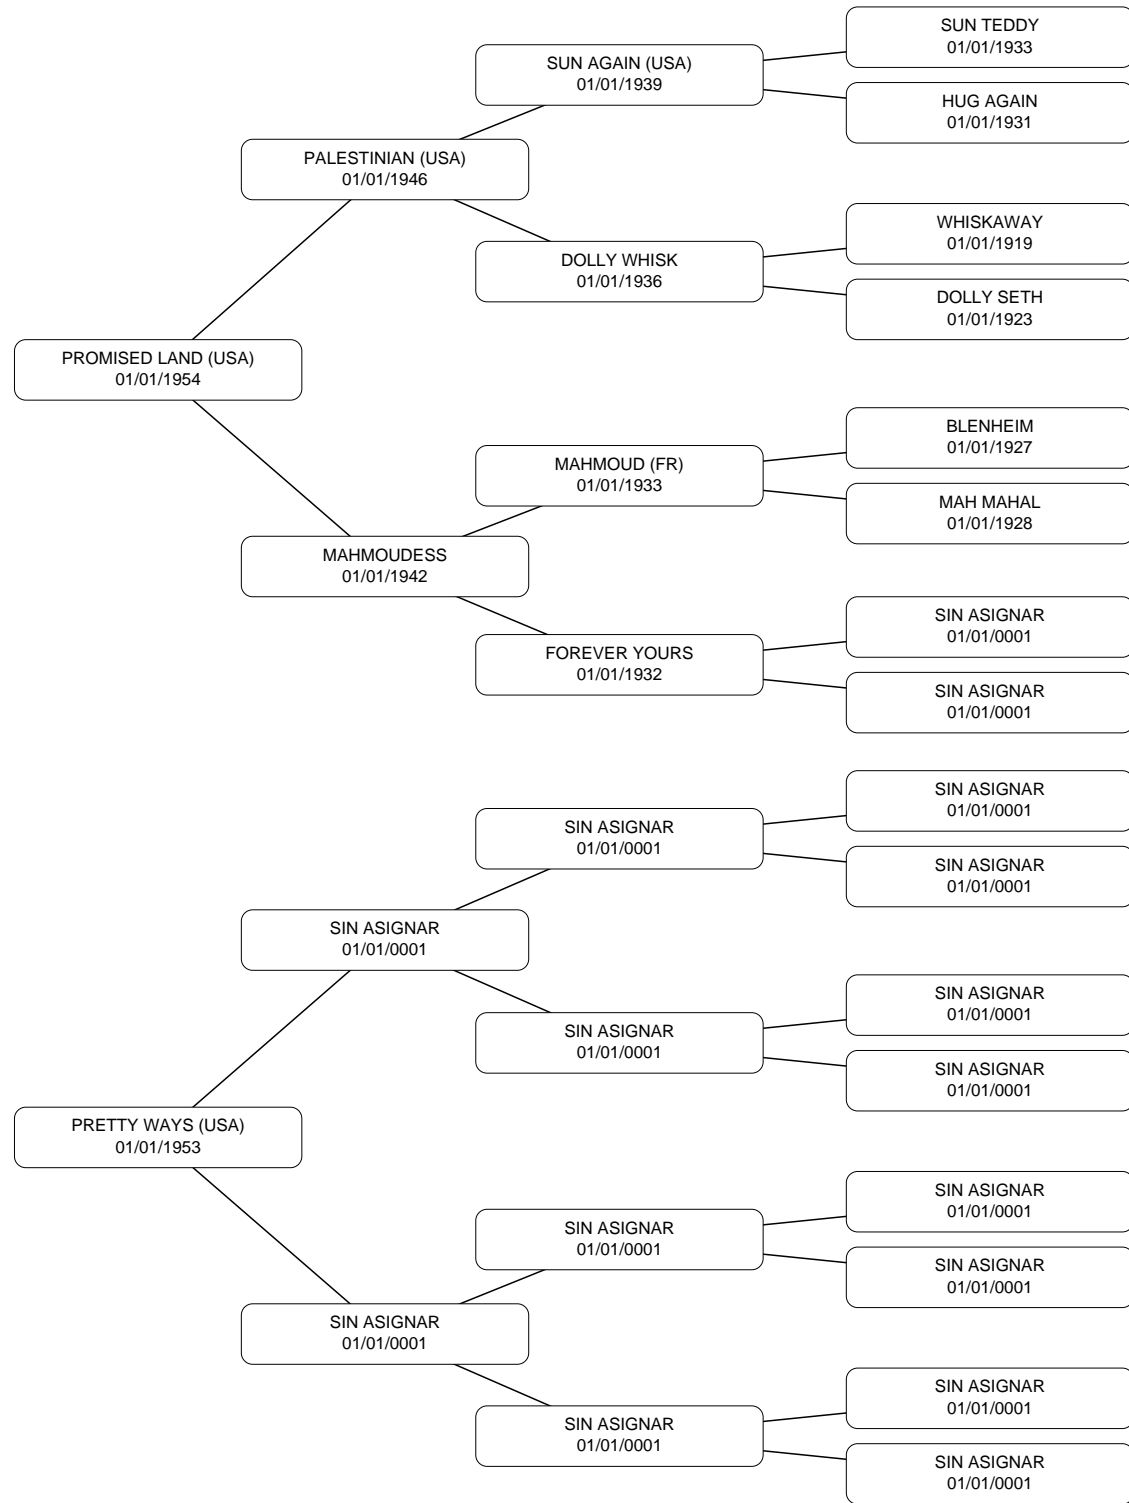 SUN TEDDY
01/01/1933
SUN AGAIN (USA)
01/01/1939
HUG AGAIN
01/01/1931
PALESTINIAN (USA)
01/01/1946
WHISKAWAY
01/01/1919
DOLLY WHISK
01/01/1936
DOLLY SETH
01/01/1923
PROMISED LAND (USA)
01/01/1954
BLENHEIM
01/01/1927
MAHMOUD (FR)
01/01/1933
MAH MAHAL
01/01/1928
MAHMOUDESS
01/01/1942
SIN ASIGNAR
01/01/0001
FOREVER YOURS
01/01/1932
SIN ASIGNAR
01/01/0001
SIN ASIGNAR
01/01/0001
SIN ASIGNAR
01/01/0001
SIN ASIGNAR
01/01/0001
SIN ASIGNAR
01/01/0001
SIN ASIGNAR
01/01/0001
SIN ASIGNAR
01/01/0001
SIN ASIGNAR
01/01/0001
PRETTY WAYS (USA)
01/01/1953
SIN ASIGNAR
01/01/0001
SIN ASIGNAR
01/01/0001
SIN ASIGNAR
01/01/0001
SIN ASIGNAR
01/01/0001
SIN ASIGNAR
01/01/0001
SIN ASIGNAR
01/01/0001
SIN ASIGNAR
01/01/0001